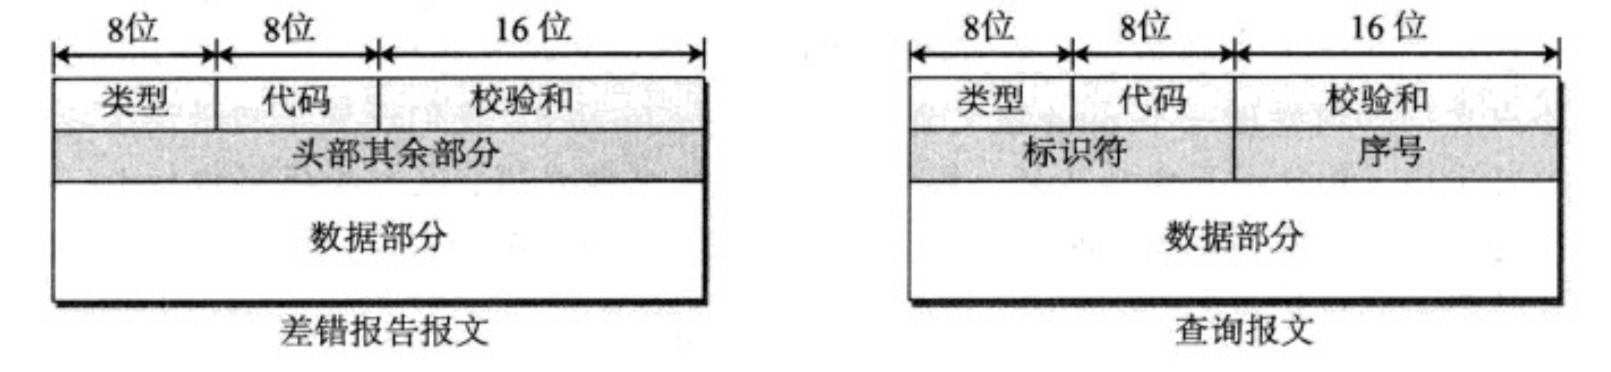 8位 8位 16 位
类型 代码 校验和
头部其余部分
数据部分
差错报告报文
8位 8位 16 位
类型 代码 校验和
标识符 序号
数据部分
查询报文